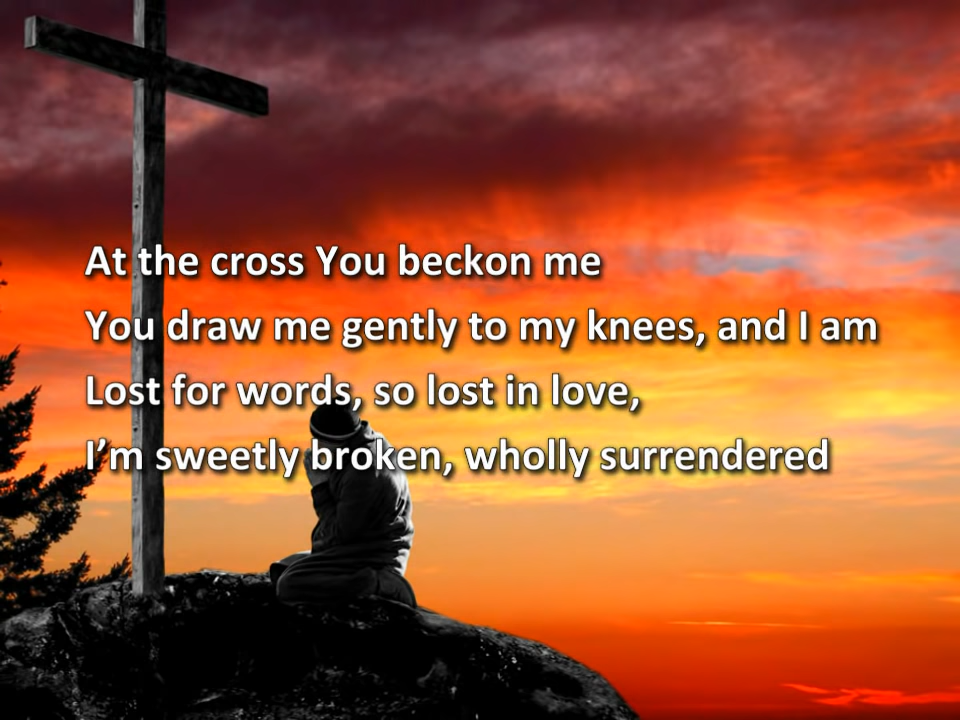 At the cross You beckon me
You draw me gently to my knees, and I am
Lost for words, so lost in love,
I’m sweetly broken, wholly surrendered